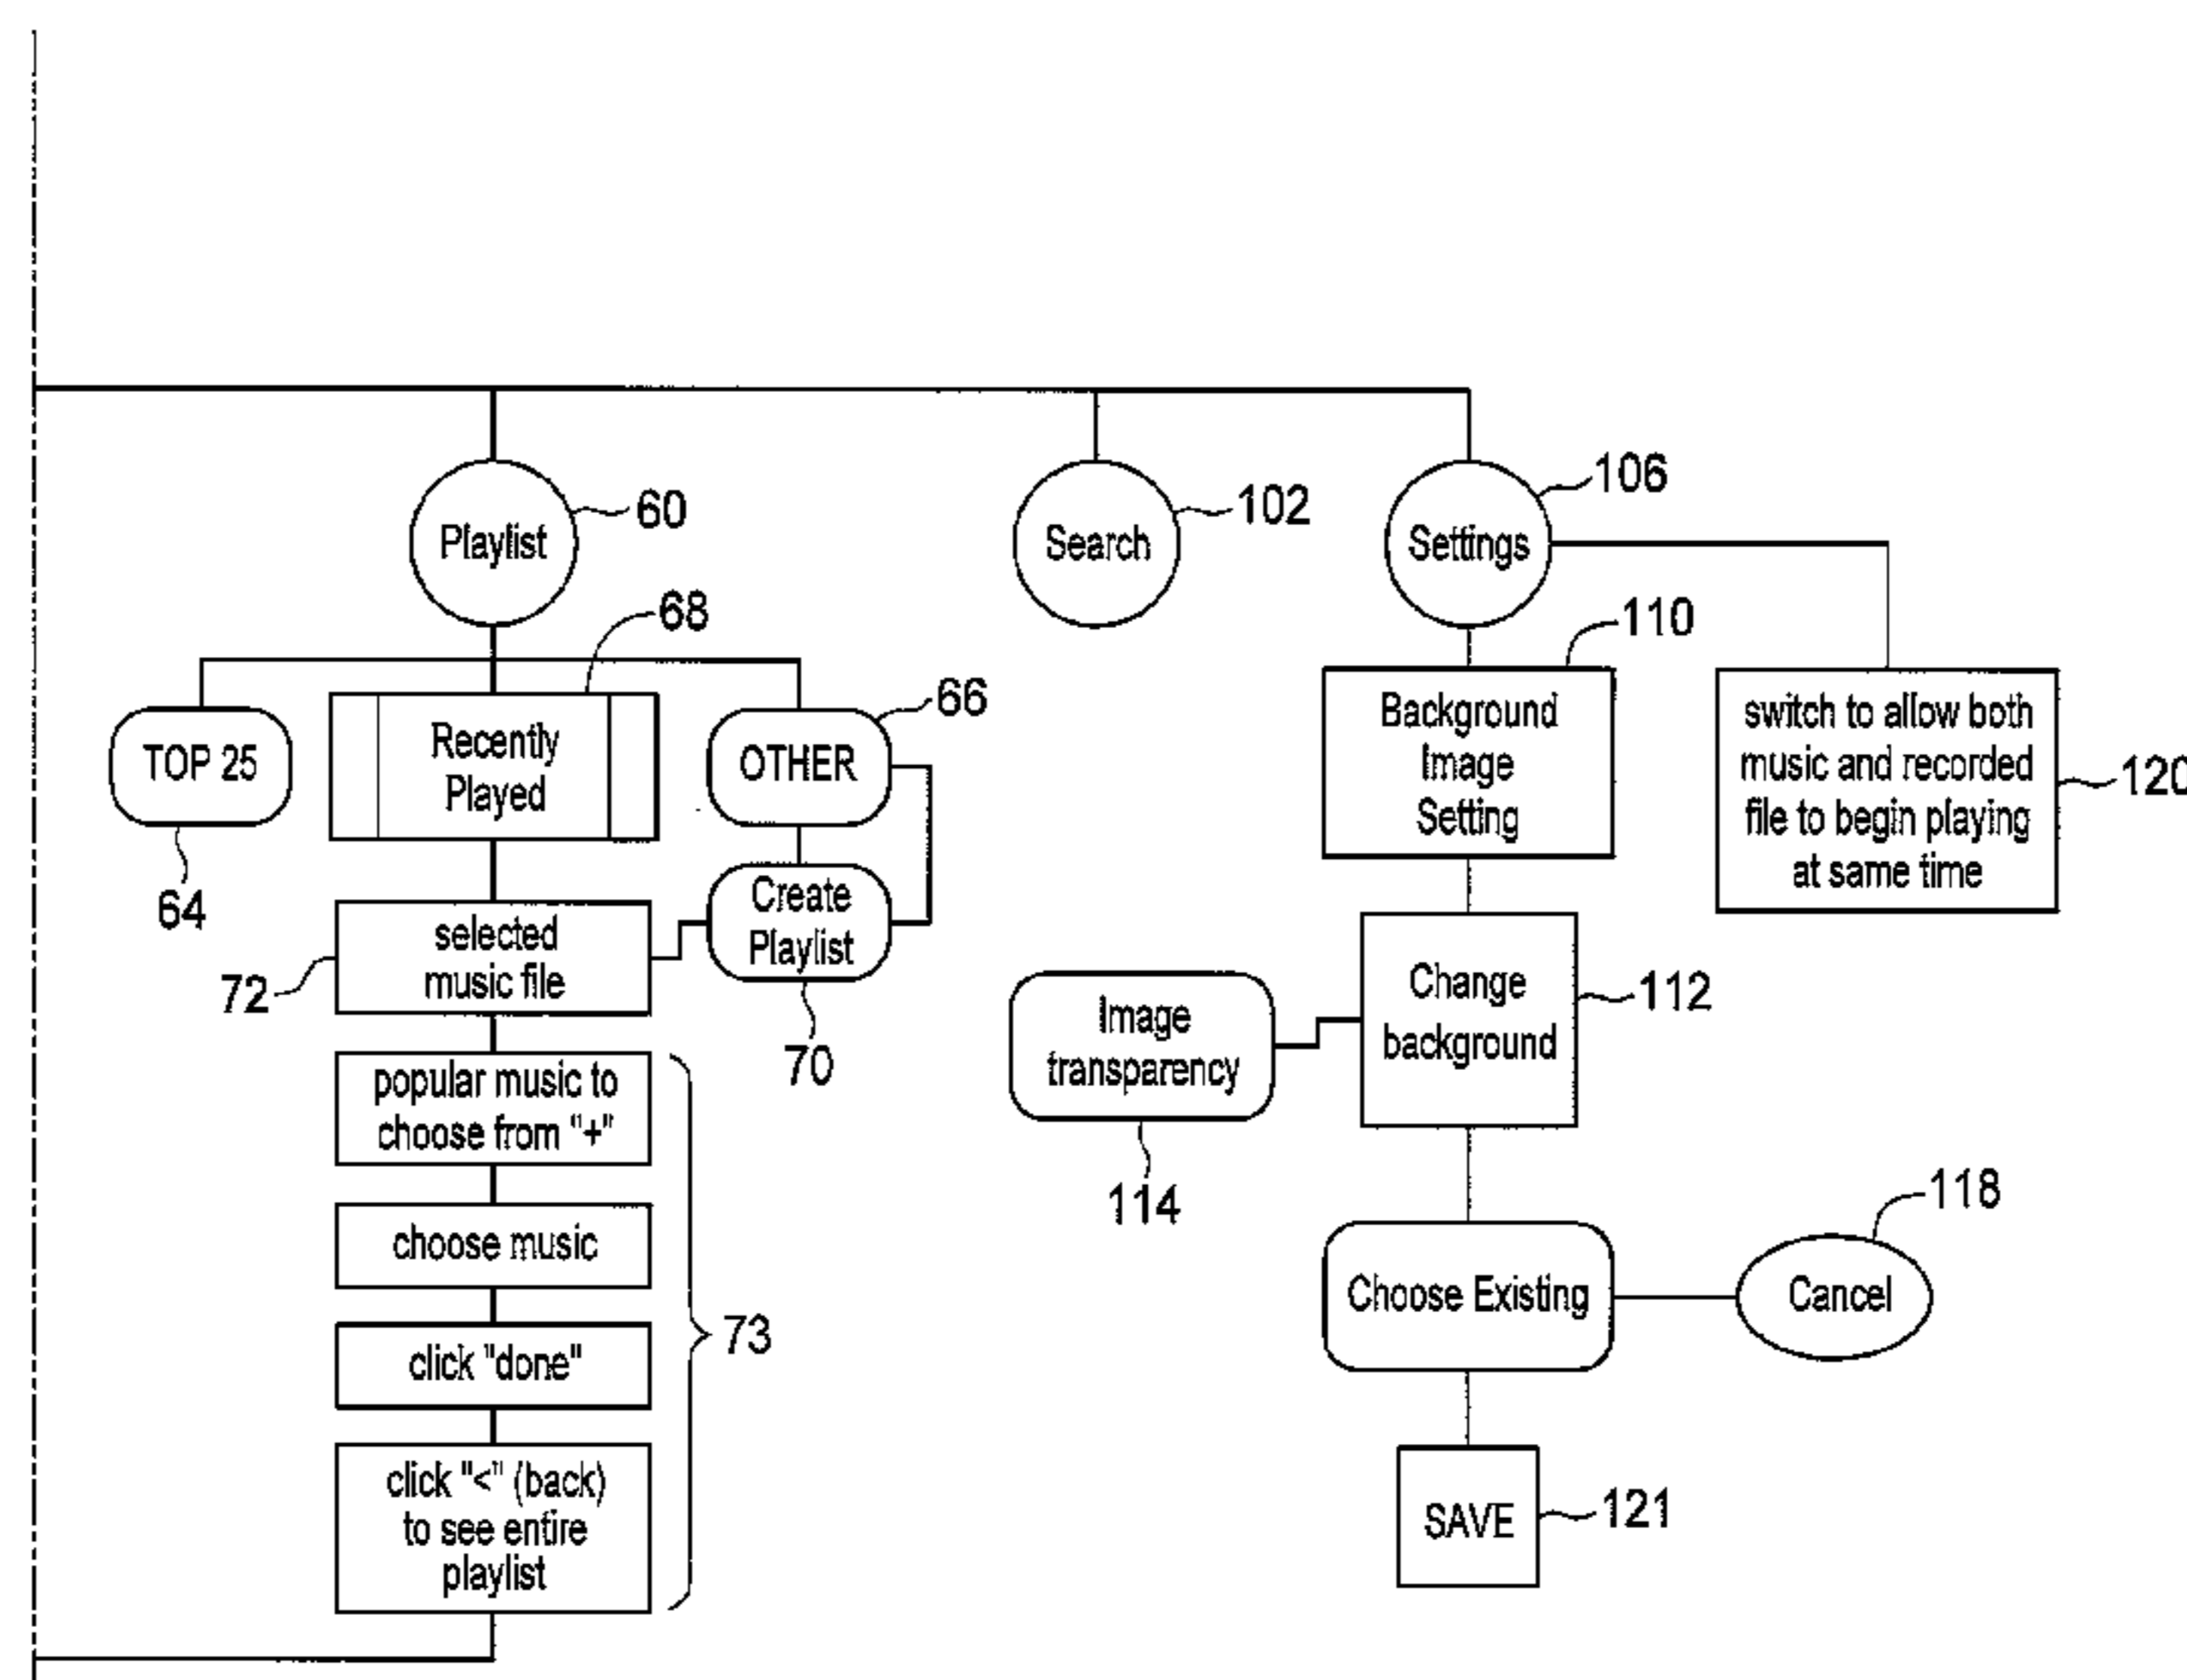 Playlist
60
Search
102
Settings
106
68
110
TOP 25
64
Recently
Played
OTHER
66
Background
Image
Setting
switch to allow both
music and recorded
file to begin playing
at same time
120
selected
music file
72
Create
Playlist
70
Change
background
112
Image
transparency
114
popular music to
choose from "+"
choose music
click "done"
click "<" (back)
to see entire
playlist
73
Choose Existing
Cancel
118
SAVE
121